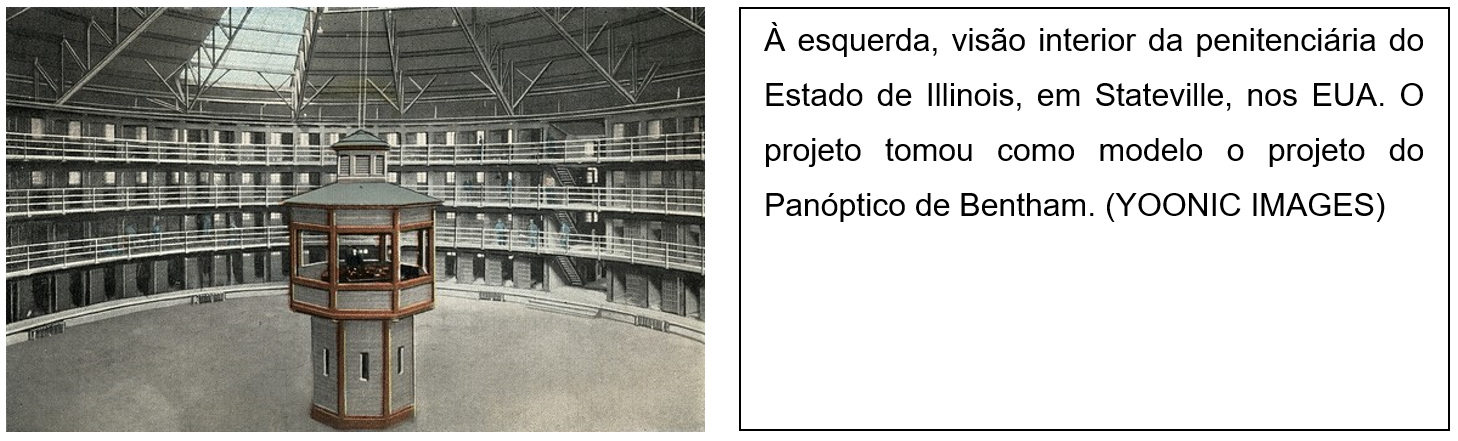 À esquerda, visão interior da penitenciária do
Estado de Illinois, em Stateville, nos EUA. O
projeto tomou como modelo o projeto do
Panóptico de Bentham. (YOONIC IMAGES)